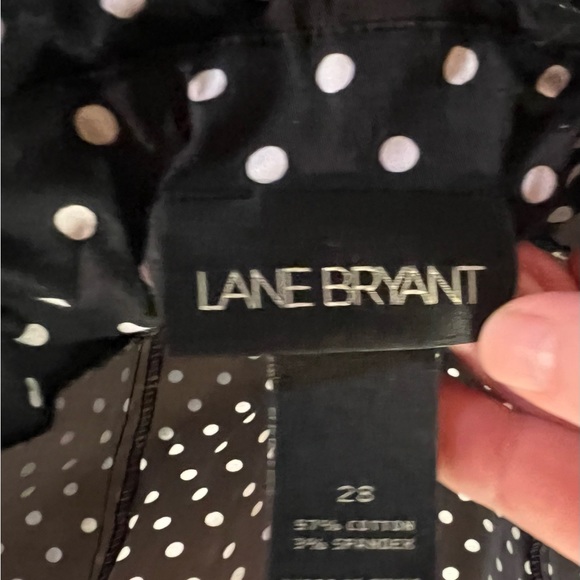 LANE BRYANT
28
97% COTTON
3% SPANDEX